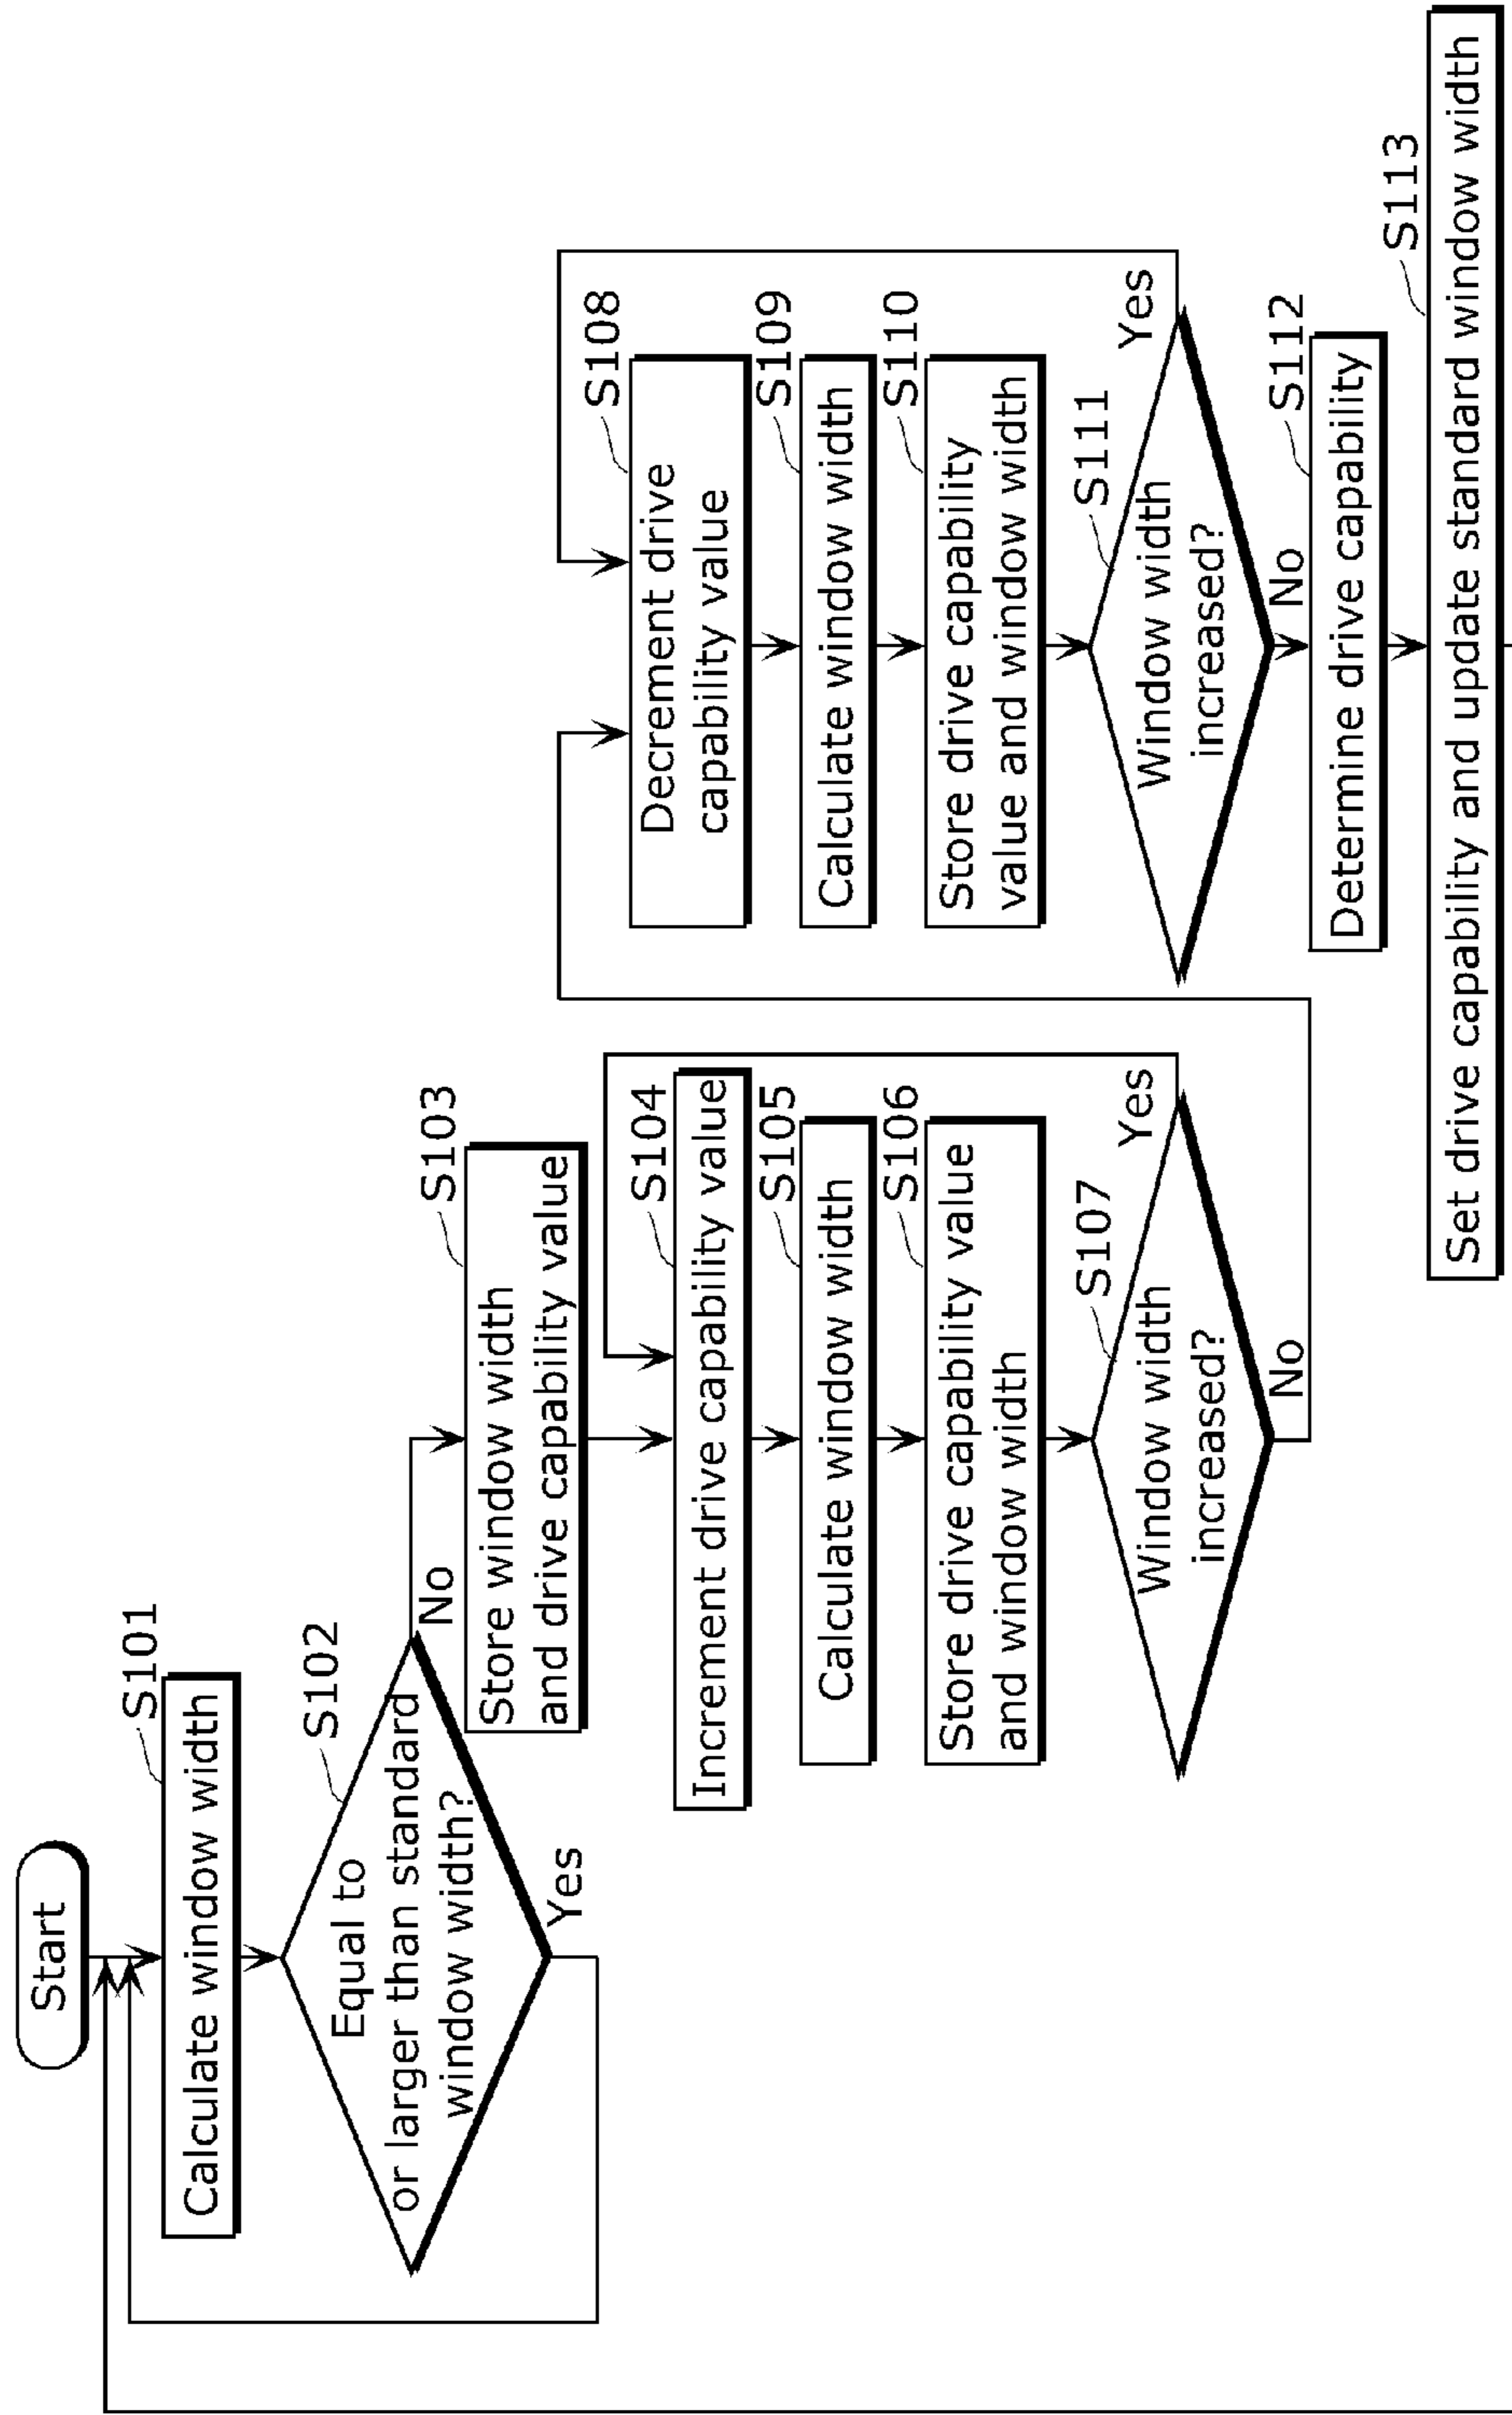 Start
S101
Calculate window width
S102
Equal to
or larger than standard
window width?
No
Yes
S103
Store window width
and drive capability value
S104
Increment drive capability value
S105
Calculate window width
S106
Store drive capability value
and window width
S107
Window width
increased?
Yes
No
S108
Decrement drive
capability value
S109
Calculate window width
S110
Store drive capability
value and window width
S111
Window width
increased?
Yes
No
S112
Determine drive capability
S113
Set drive capability and update standard window width